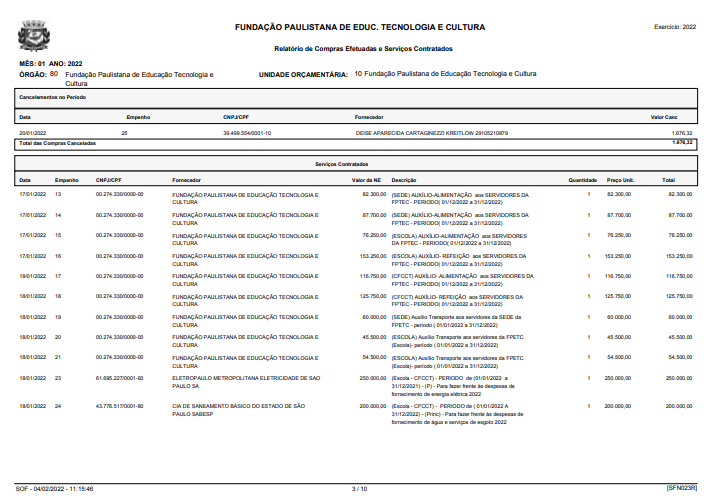 FUNDAÇÃO PAULISTANA DE EDUC. TECNOLOGIA E CULTURA
Exercício: 2022
Relatório de Compras Efetuadas e Serviços Contratados
MÊS: 01 ANO: 2022
ÓRGÃO: 80 Fundação Paulistana de Educação Tecnologia e Cultura
UNIDADE ORÇAMENTÁRIA: 10 Fundação Paulistana de Educação Tecnologia e Cultura
Cancelamentos no Período
Data Empenho CNPJ/CPF Fornecedor Valor Canc
20/01/2022 25 39.499.554/0001-10 DEISE APARECIDA CARTAGINEZZI KREITLOW 29105210879 1.676,32
Total das Compras Canceladas 1.676,32
Serviços Contratados
Data Empenho CNPJ/CPF Fornecedor Valor da NE Descrição Quantidade Preço Unit. Total
17/01/2022 13 00.274.330/0000-00 FUNDAÇÃO PAULISTANA DE EDUCAÇÃO TECNOLOGIA E 82.300,00 (SEDE) AUXÍLIO-ALIMENTAÇÃO aos SERVIDORES DA 1 82.300,00 82.300,00
CULTURA FPTEC - PERIODO( 01/12/2022 a 31/12/2022)
17/01/2022 14 00.274.330/0000-00 FUNDAÇÃO PAULISTANA DE EDUCAÇÃO TECNOLOGIA E 87.700,00 (SEDE) AUXÍLIO-ALIMENTAÇÃO aos SERVIDORES DA 1 87.700,00 87.700,00
CULTURA FPTEC - PERIODO( 01/12/2022 a 31/12/2022)
17/01/2022 15 00.274.330/0000-00 FUNDAÇÃO PAULISTANA DE EDUCAÇÃO TECNOLOGIA E 76.250,00 (ESCOLA) AUXÍLIO-ALIMENTAÇÃO aos SERVIDORES 1 76.250,00 76.250,00
CULTURA DA FPTEC - PERIODO( 01/12/2022 a 31/12/2022)
17/01/2022 16 00.274.330/0000-00 FUNDAÇÃO PAULISTANA DE EDUCAÇÃO TECNOLOGIA E 153.250,00 (ESCOLA) AUXÍLIO- REFEIÇÃO aos SERVIDORES DA 1 153.250,00 153.250,00
CULTURA FPTEC - PERIODO( 01/12/2022 a 31/12/2022)
18/01/2022 17 00.274.330/0000-00 FUNDAÇÃO PAULISTANA DE EDUCAÇÃO TECNOLOGIA E 116.750,00 (CFCCT) AUXÍLIO- ALIMENTAÇÃO aos SERVIDORES DA 1 116.750,00 116.750,00
CULTURA FPTEC - PERIODO( 01/12/2022 a 31/12/2022)
18/01/2022 18 00.274.330/0000-00 FUNDAÇÃO PAULISTANA DE EDUCAÇÃO TECNOLOGIA E 125.750,00 (CFCCT) AUXÍLIO- REFEIÇÃO aos SERVIDORES DA 1 125.750,00 125.750,00
CULTURA FPTEC - PERIODO( 01/12/2022 a 31/12/2022)
18/01/2022 19 00.274.330/0000-00 FUNDAÇÃO PAULISTANA DE EDUCAÇÃO TECNOLOGIA E 60.000,00 (SEDE) Auxílio Transporte aos servidores da SEDE da 1 60.000,00 60.000,00
CULTURA FPETC - período ( 01/01/2022 a 31/12/2022)
18/01/2022 20 00.274.330/0000-00 FUNDAÇÃO PAULISTANA DE EDUCAÇÃO TECNOLOGIA E 45.500,00 (ESCOLA) Auxílio Transporte aos servidores da FPETC 1 45.500,00 45.500,00
CULTURA (Escola)- período ( 01/01/2022 a 31/12/2022)
18/01/2022 21 00.274.330/0000-00 FUNDAÇÃO PAULISTANA DE EDUCAÇÃO TECNOLOGIA E 54.500,00 (ESCOLA) Auxílio Transporte aos servidores da FPETC 1 54.500,00 54.500,00
CULTURA (Escola)- período ( 01/01/2022 a 31/12/2022)
18/01/2022 23 61.695.227/0001-93 ELETROPAULO METROPOLITANA ELETRICIDADE DE SAO 250.000,00 (Escola - CFCCT) - PERIODO de (01/01/2022 a 1 250.000,00 250.000,00
PAULO SA 31/12/2021) - (P) - Para fazer frente às despesas de
fornecimento de energia elétrica 2022
18/01/2022 24 43.776.517/0001-80 CIA DE SANEAMENTO BÁSICO DO ESTADO DE SÃO 200.000,00 (Escola - CFCCT) - PERIODO de ( 01/01/2022 A 1 200.000,00 200.000,00
PAULO SABESP 31/12/2022) - (Princ) - Para fazer frente às despesas de
fornecimento de água e serviços de esgoto 2022
SOF - 04/02/2022 - 11:15:46 3 / 10 [SFN023R]